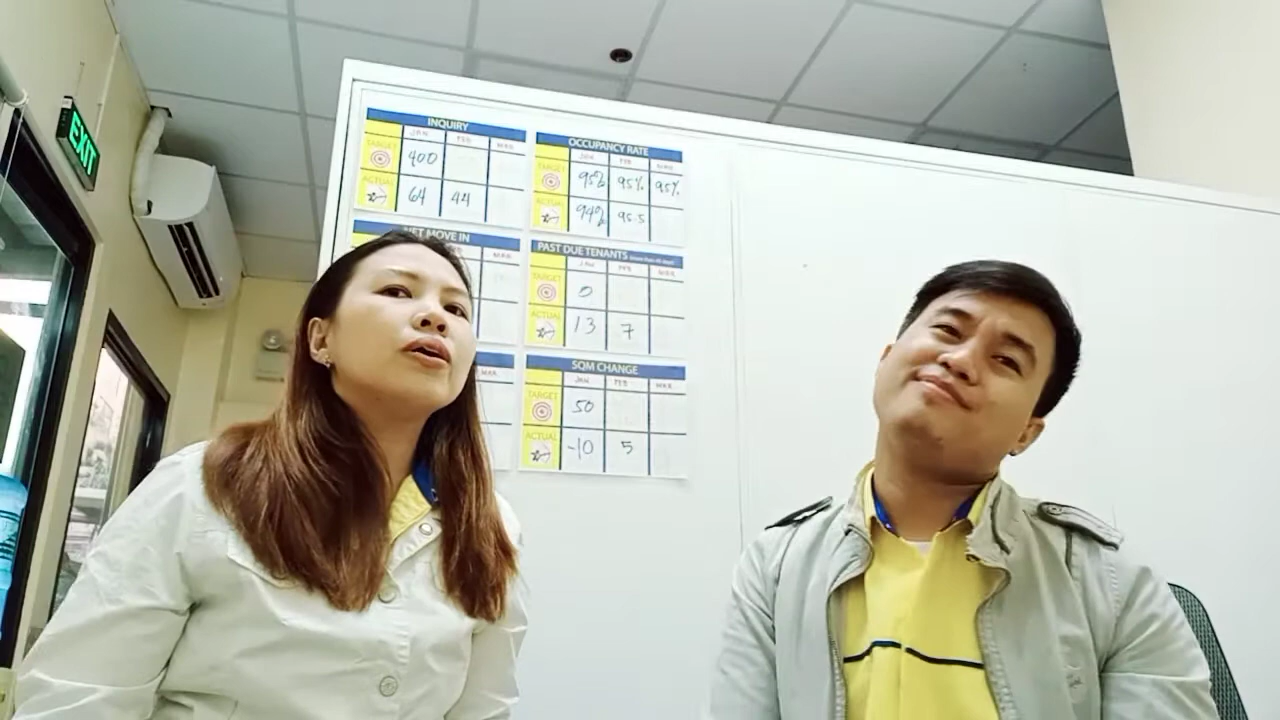 EXIT
INQUIRY
JAN FEB MAR
TARGET 400
ACTUAL 64 44
OCCUPANCY RATE
JAN FEB MAR
TARGET 95% 95% 95%
ACTUAL 94% 95.5
NET MOVE IN
MAR
PAST DUE TENANTS
JAN FEB MAR
TARGET 0
ACTUAL 13 7
MAR
SQM CHANGE
JAN FEB MAR
TARGET 50
ACTUAL -10 5